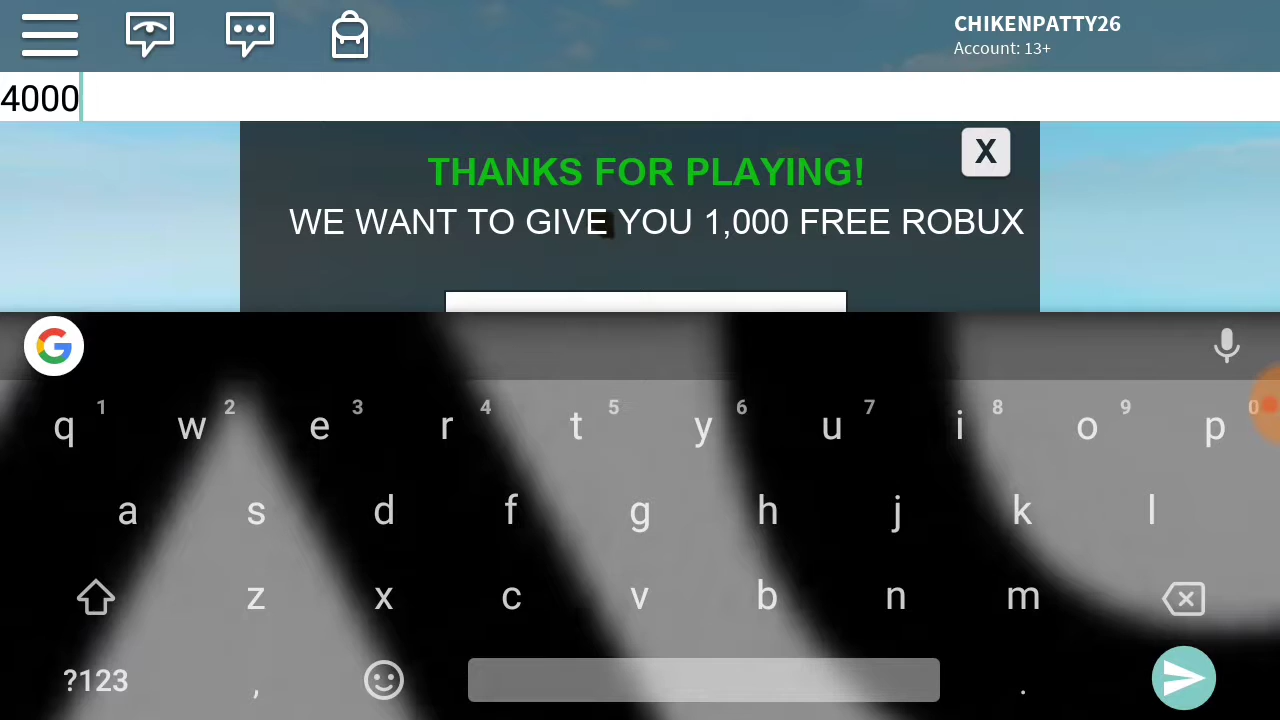 CHIKENPATTY26
Account: 13+
4000
THANKS FOR PLAYING!
X
WE WANT TO GIVE YOU 1,000 FREE ROBUX
G
q 1 w 2 e 3 r 4 t 5 y 6 u 7 i 8 o 9 p 0
a s d f g h j k l
z x c v b n m
?123 , .